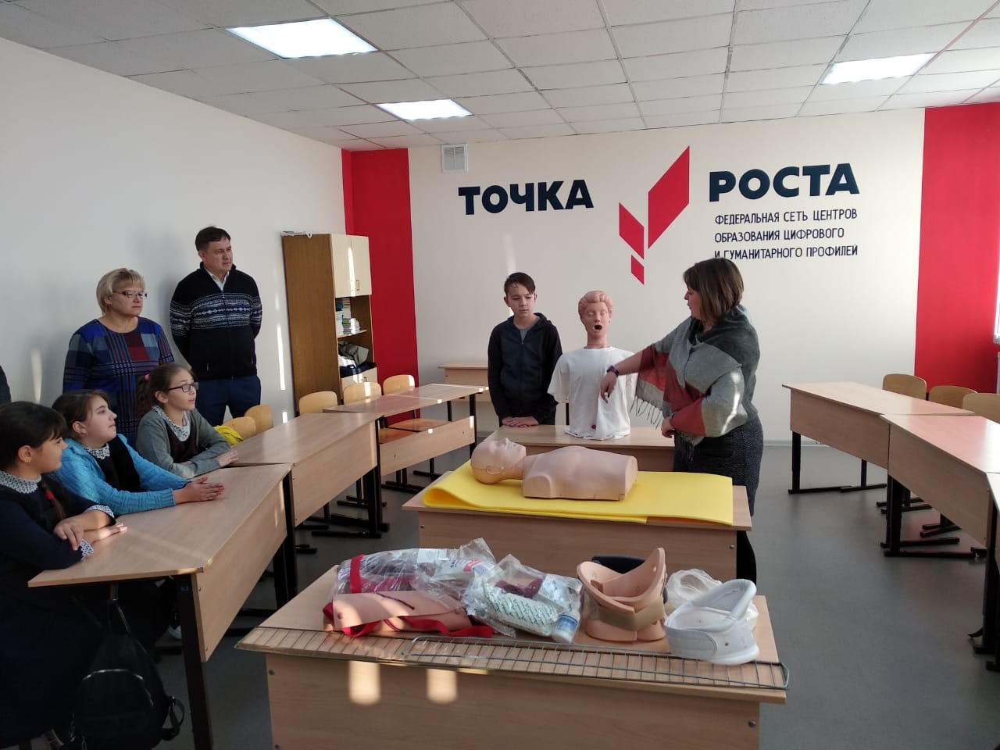 ТОЧКА РОСТА
ФЕДЕРАЛЬНАЯ СЕТЬ ЦЕНТРОВ
ОБРАЗОВАНИЯ ЦИФРОВОГО
И ГУМАНИТАРНОГО ПРОФИЛЕЙ